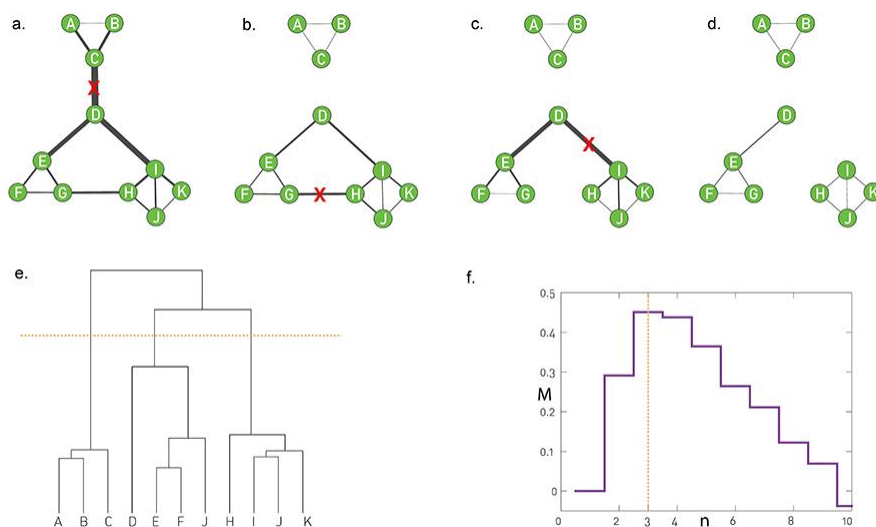 a.
A B
C
X
D
E I
F G H K
J
b.
A B
C
D
E I
F G X H K
J
c.
A B
C
D
X
E I
F G H K
J
d.
A B
C
D
E I
F G H K
J
e.
A B C D E F J H I J K
f.
0.5
0.4
0.3
M
0.2
0.1
0
0 2 3 4 n 6 8 10